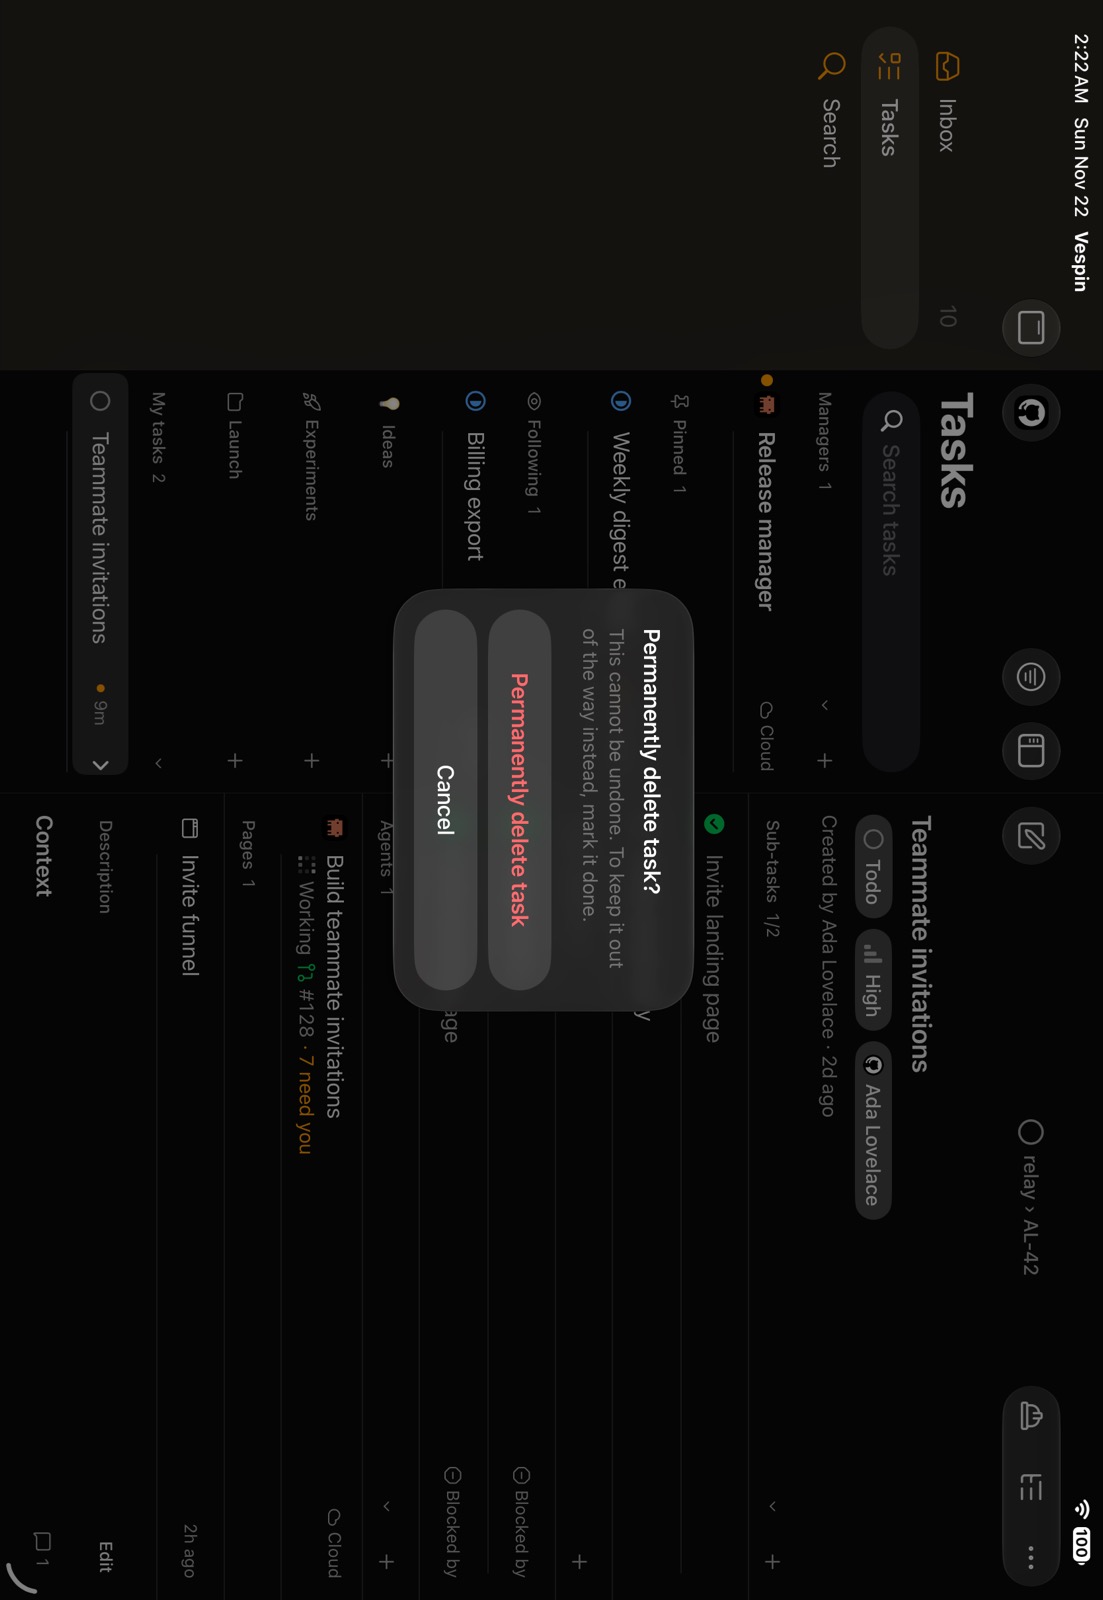 2:22 AM Sun Nov 22 Vespin
100
Inbox 10
Tasks
Search
Tasks
Search tasks
Managers 1
Release manager Cloud
Pinned 1
Weekly digest e
Following 1
Billing export
Ideas
Experiments
Launch
My tasks 2
Teammate invitations 9m
relay › AL-42
Teammate invitations
Todo High Ada Lovelace
Created by Ada Lovelace · 2d ago
Sub-tasks 1/2
Invite landing page
y
Blocked by
age Blocked by
Agents 1
Build teammate invitations Cloud
Working #128 · 7 need you
Pages 1
Invite funnel 2h ago
Description Edit
Context 1
Permanently delete task?
This cannot be undone. To keep it out
of the way instead, mark it done.
Permanently delete task
Cancel